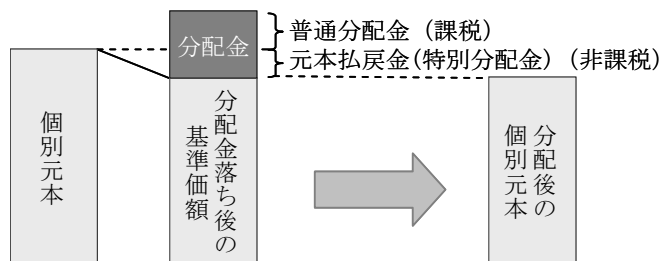 普通分配金（課税）
分配金
元本払戻金（特別分配金）（非課税）
個別元本
分配金落ち後の
基準価額
分配後の
個別元本